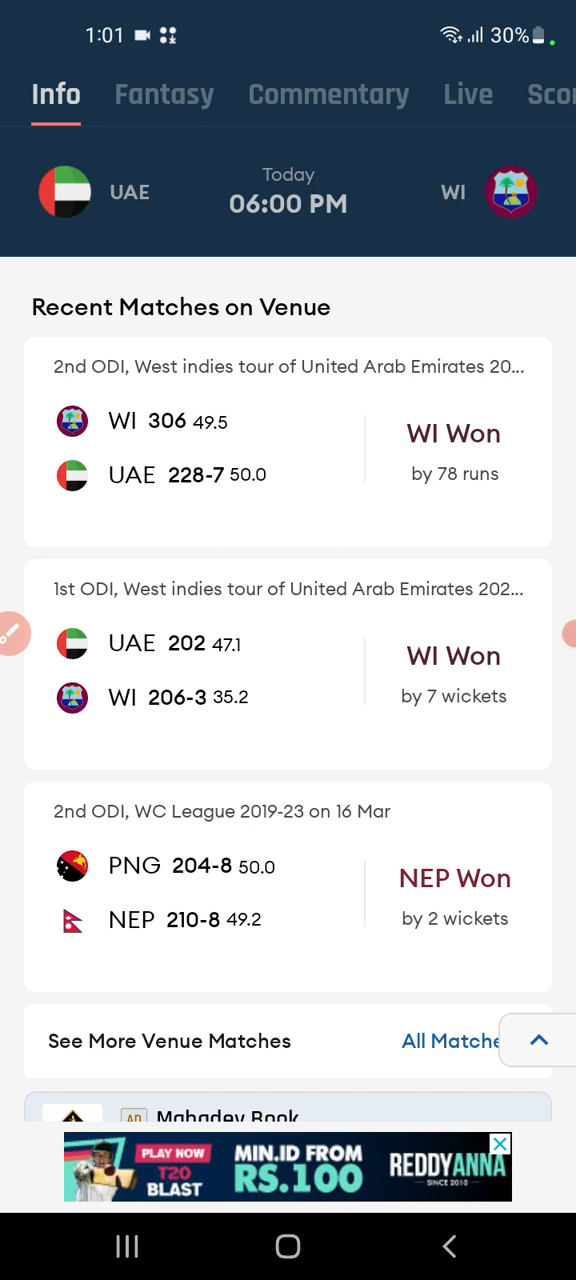 1:01 30%
Info Fantasy Commentary Live Sco
Today
UAE 06:00 PM WI
Recent Matches on Venue
2nd ODI, West indies tour of United Arab Emirates 20...
WI 306 49.5
UAE 228-7 50.0
WI Won
by 78 runs
1st ODI, West indies tour of United Arab Emirates 202...
UAE 202 47.1
WI 206-3 35.2
WI Won
by 7 wickets
2nd ODI, WC League 2019-23 on 16 Mar
PNG 204-8 50.0
NEP 210-8 49.2
NEP Won
by 2 wickets
See More Venue Matches All Matche
AD Mahadev Book
PLAY NOW
T20
BLAST
MIN.ID FROM
RS.100
REDDYANNA
SINCE 2010